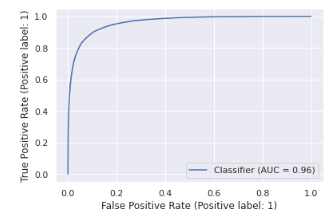 1.0
0.8
0.6
0.4
0.2
0.0
True Positive Rate (Positive label: 1)
Classifier (AUC = 0.96)
0.0 0.2 0.4 0.6 0.8 1.0
False Positive Rate (Positive label: 1)